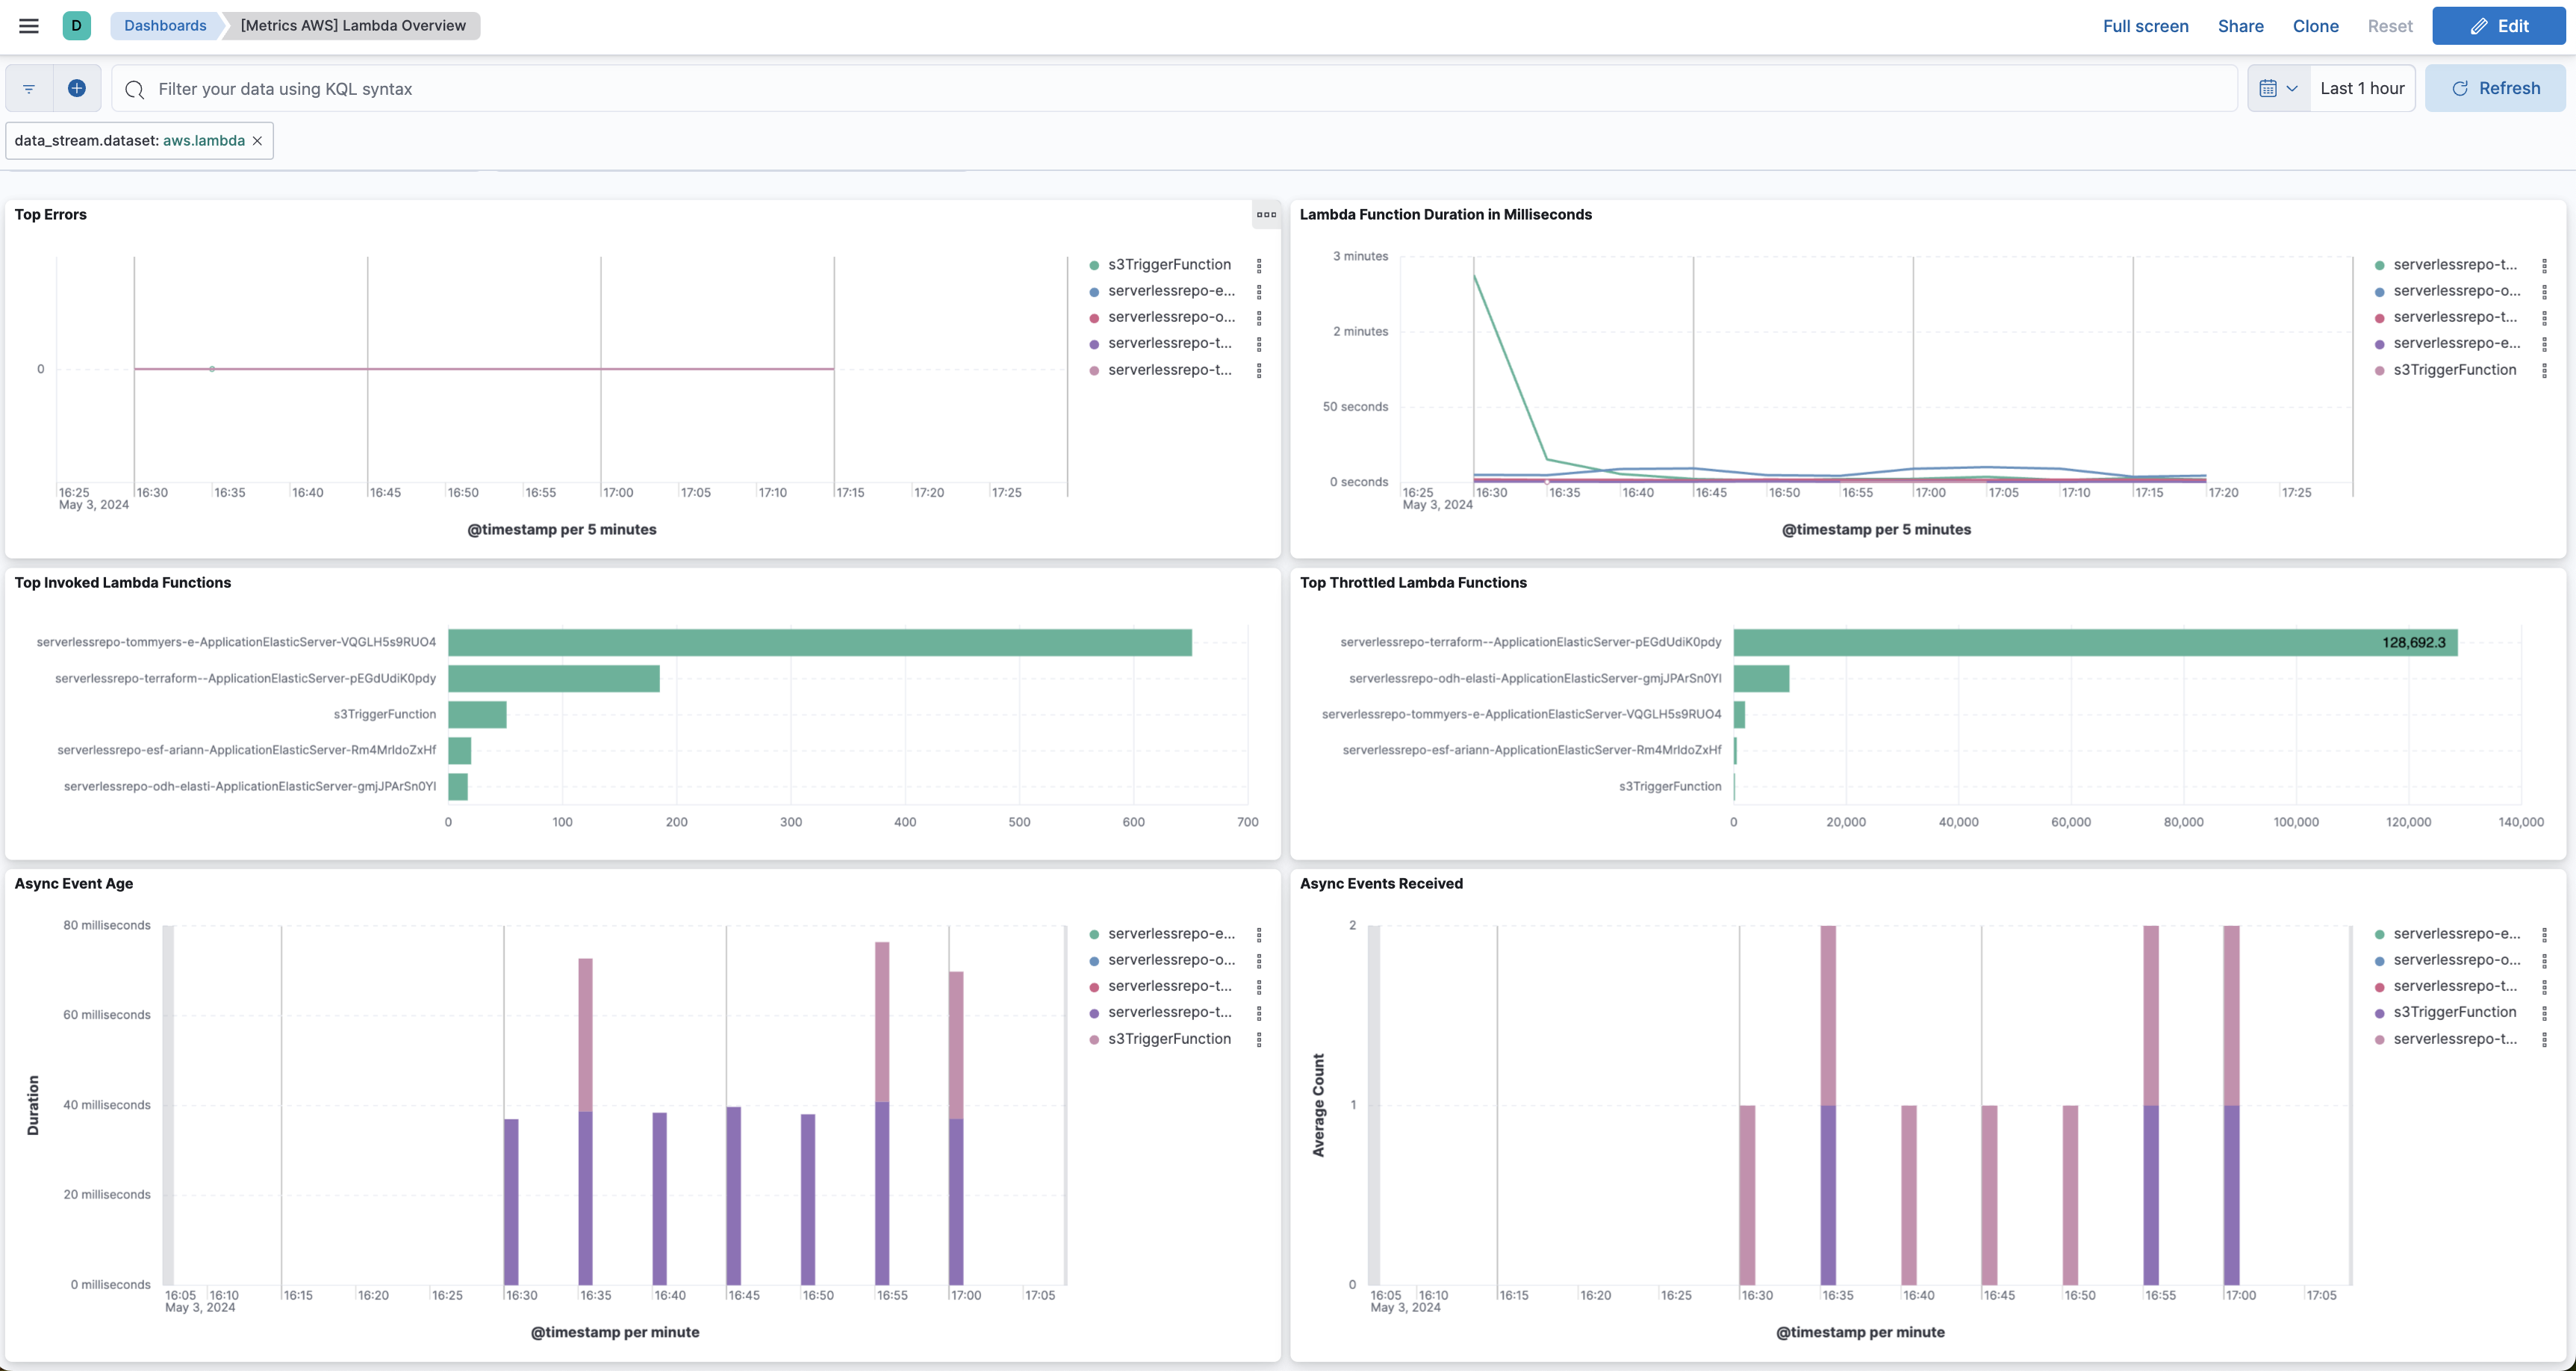 D Dashboards [Metrics AWS] Lambda Overview Full screen Share Clone Reset Edit
Filter your data using KQL syntax Last 1 hour Refresh
data_stream.dataset: aws.lambda
Top Errors
0
16:25 16:30 16:35 16:40 16:45 16:50 16:55 17:00 17:05 17:10 17:15 17:20 17:25
May 3, 2024
@timestamp per 5 minutes
s3TriggerFunction
serverlessrepo-e...
serverlessrepo-o...
serverlessrepo-t...
serverlessrepo-t...
Lambda Function Duration in Milliseconds
3 minutes
2 minutes
50 seconds
0 seconds
16:25 16:30 16:35 16:40 16:45 16:50 16:55 17:00 17:05 17:10 17:15 17:20 17:25
May 3, 2024
@timestamp per 5 minutes
serverlessrepo-t...
serverlessrepo-o...
serverlessrepo-t...
serverlessrepo-e...
s3TriggerFunction
Top Invoked Lambda Functions
serverlessrepo-tommyers-e-ApplicationElasticServer-VQGLH5s9RUO4
serverlessrepo-terraform--ApplicationElasticServer-pEGdUdiK0pdy
s3TriggerFunction
serverlessrepo-esf-ariann-ApplicationElasticServer-Rm4MrIdoZxHf
serverlessrepo-odh-elasti-ApplicationElasticServer-gmjJPArSn0YI
0 100 200 300 400 500 600 700
Top Throttled Lambda Functions
serverlessrepo-terraform--ApplicationElasticServer-pEGdUdiK0pdy 128,692.3
serverlessrepo-odh-elasti-ApplicationElasticServer-gmjJPArSn0YI
serverlessrepo-tommyers-e-ApplicationElasticServer-VQGLH5s9RUO4
serverlessrepo-esf-ariann-ApplicationElasticServer-Rm4MrIdoZxHf
s3TriggerFunction
0 20,000 40,000 60,000 80,000 100,000 120,000 140,000
Async Event Age
Duration
80 milliseconds
60 milliseconds
40 milliseconds
20 milliseconds
0 milliseconds
16:05 16:10 16:15 16:20 16:25 16:30 16:35 16:40 16:45 16:50 16:55 17:00 17:05
May 3, 2024
@timestamp per minute
serverlessrepo-e...
serverlessrepo-o...
serverlessrepo-t...
serverlessrepo-t...
s3TriggerFunction
Async Events Received
Average Count
2
1
0
16:05 16:10 16:15 16:20 16:25 16:30 16:35 16:40 16:45 16:50 16:55 17:00 17:05
May 3, 2024
@timestamp per minute
serverlessrepo-e...
serverlessrepo-o...
serverlessrepo-t...
s3TriggerFunction
serverlessrepo-t...